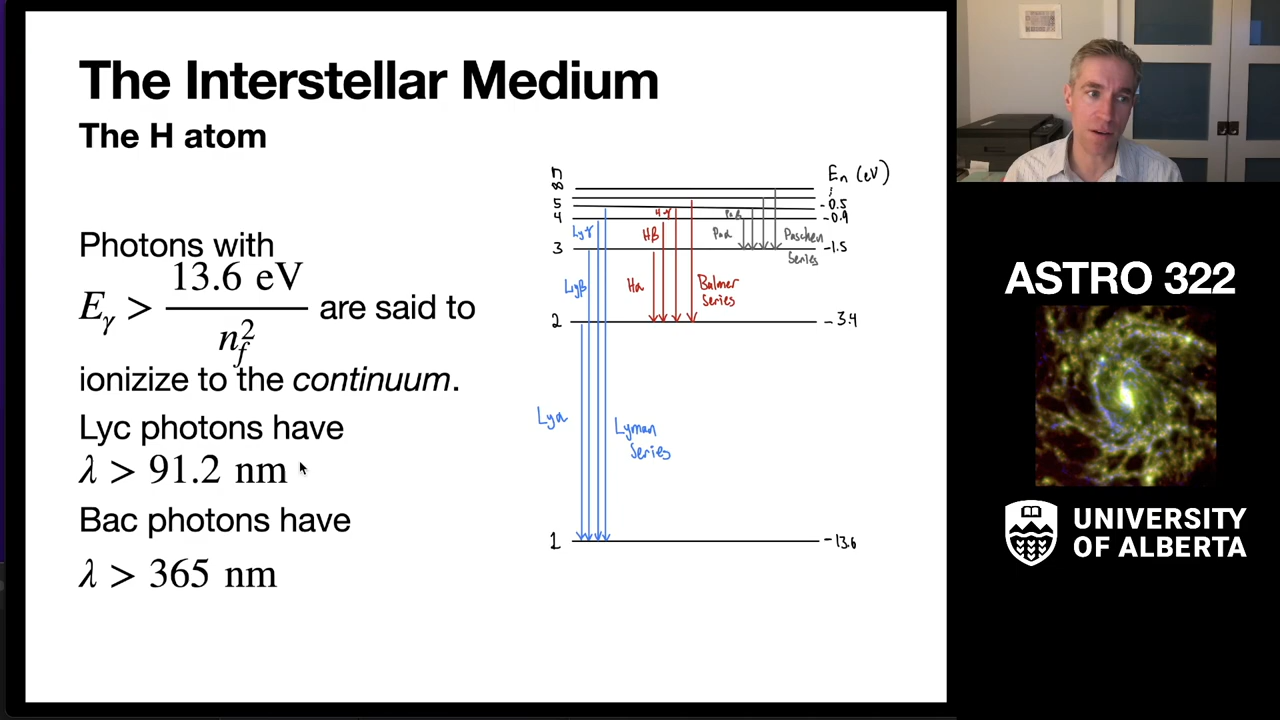 The Interstellar Medium
The H atom
Photons with
E_γ > 13.6 eV / n_f^2 are said to
ionizize to the continuum.
Lyc photons have
λ > 91.2 nm
Bac photons have
λ > 365 nm
n
∞
5
4
3
2
1
E_n (eV)
-0.5
-0.9
-1.5
-3.4
-13.6
Lyγ
Lyβ
Lyα
Lyman
Series
Hγ
Hβ
Hα
Balmer
Series
Paβ
Paα
Paschen
Series
ASTRO 322
UNIVERSITY
OF ALBERTA